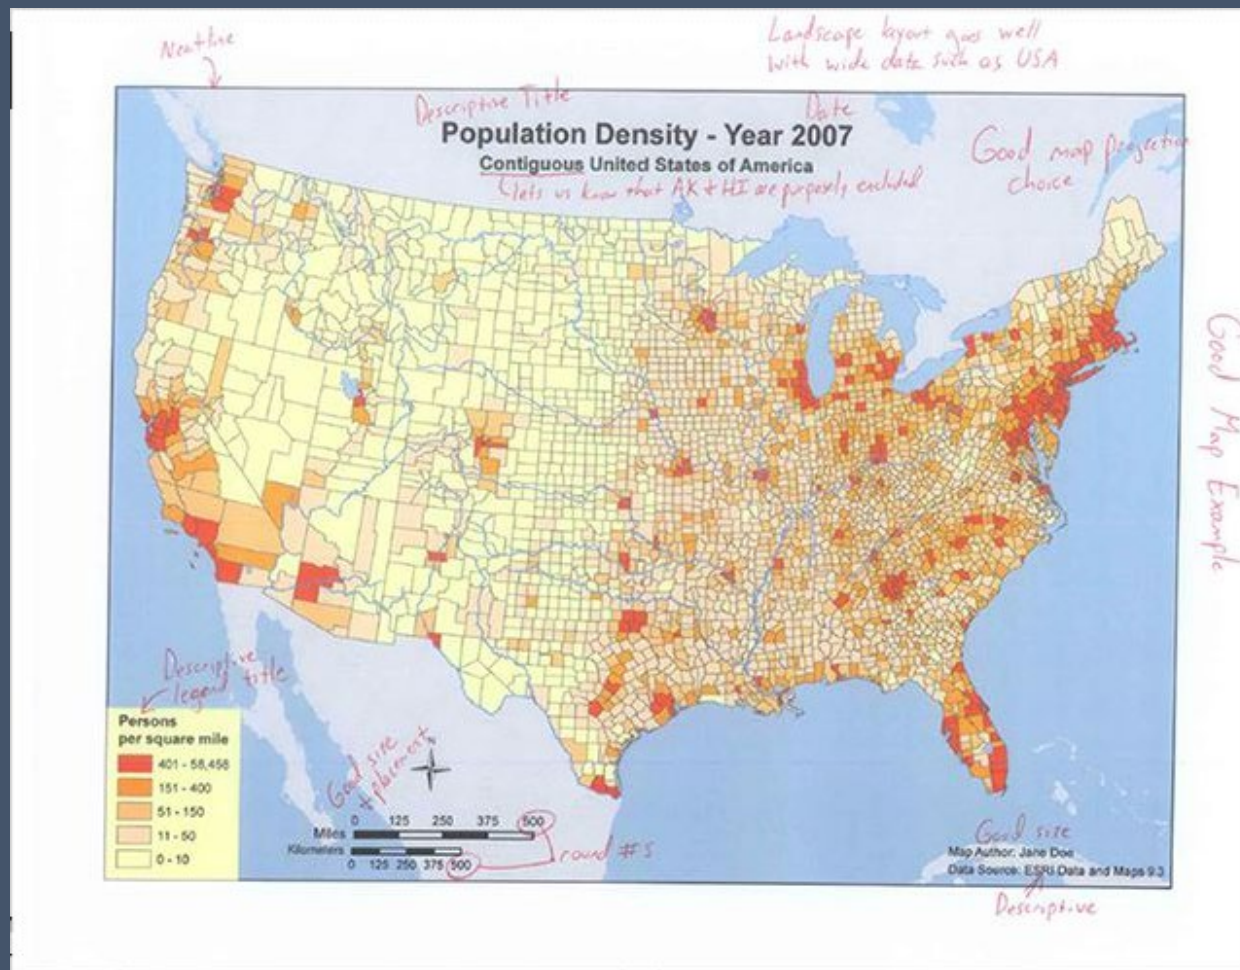 Neatline
Landscape layout goes well
with wide data such as USA
Descriptive Title
Date
Population Density - Year 2007
Contiguous United States of America
lets us know that AK + HI are purposely excluded
Good map projection
choice
Good Map Example
Descriptive
legend title
Persons
per square mile
401 - 58,458
151 - 400
51 - 150
11 - 50
0 - 10
Good size
+ placement
N
0 125 250 375 500
Miles
Kilometers
0 125 250 375 500
round #s
Good size
Map Author: Jane Doe
Data Source: ESRI Data and Maps 9.3
Descriptive